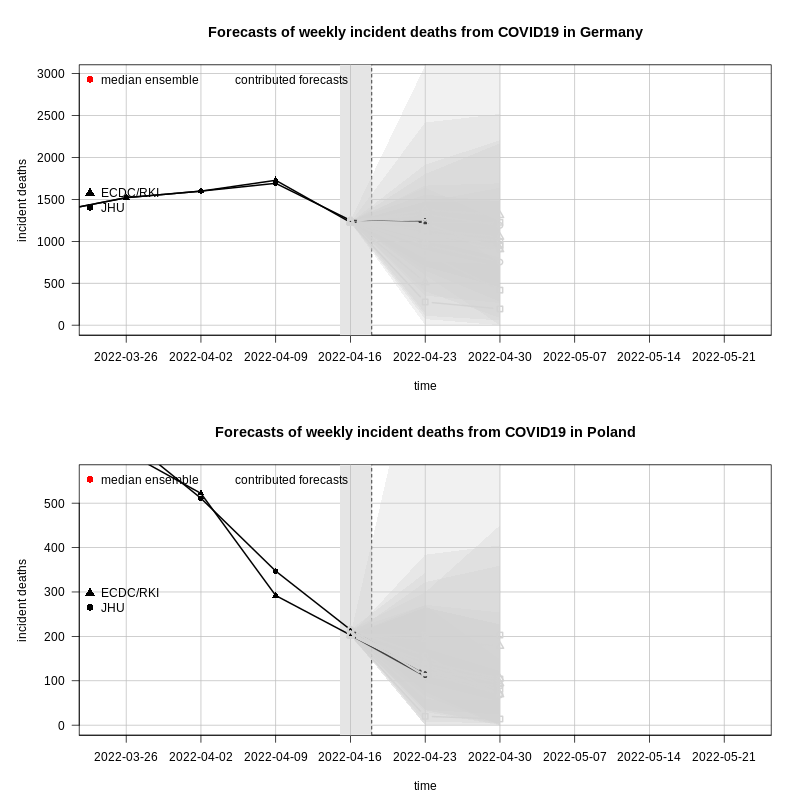 Forecasts of weekly incident deaths from COVID19 in Germany
median ensemble contributed forecasts
ECDC/RKI
JHU
incident deaths
3000
2500
2000
1500
1000
500
0
2022-03-26 2022-04-02 2022-04-09 2022-04-16 2022-04-23 2022-04-30 2022-05-07 2022-05-14 2022-05-21
time
Forecasts of weekly incident deaths from COVID19 in Poland
median ensemble contributed forecasts
ECDC/RKI
JHU
incident deaths
500
400
300
200
100
0
2022-03-26 2022-04-02 2022-04-09 2022-04-16 2022-04-23 2022-04-30 2022-05-07 2022-05-14 2022-05-21
time